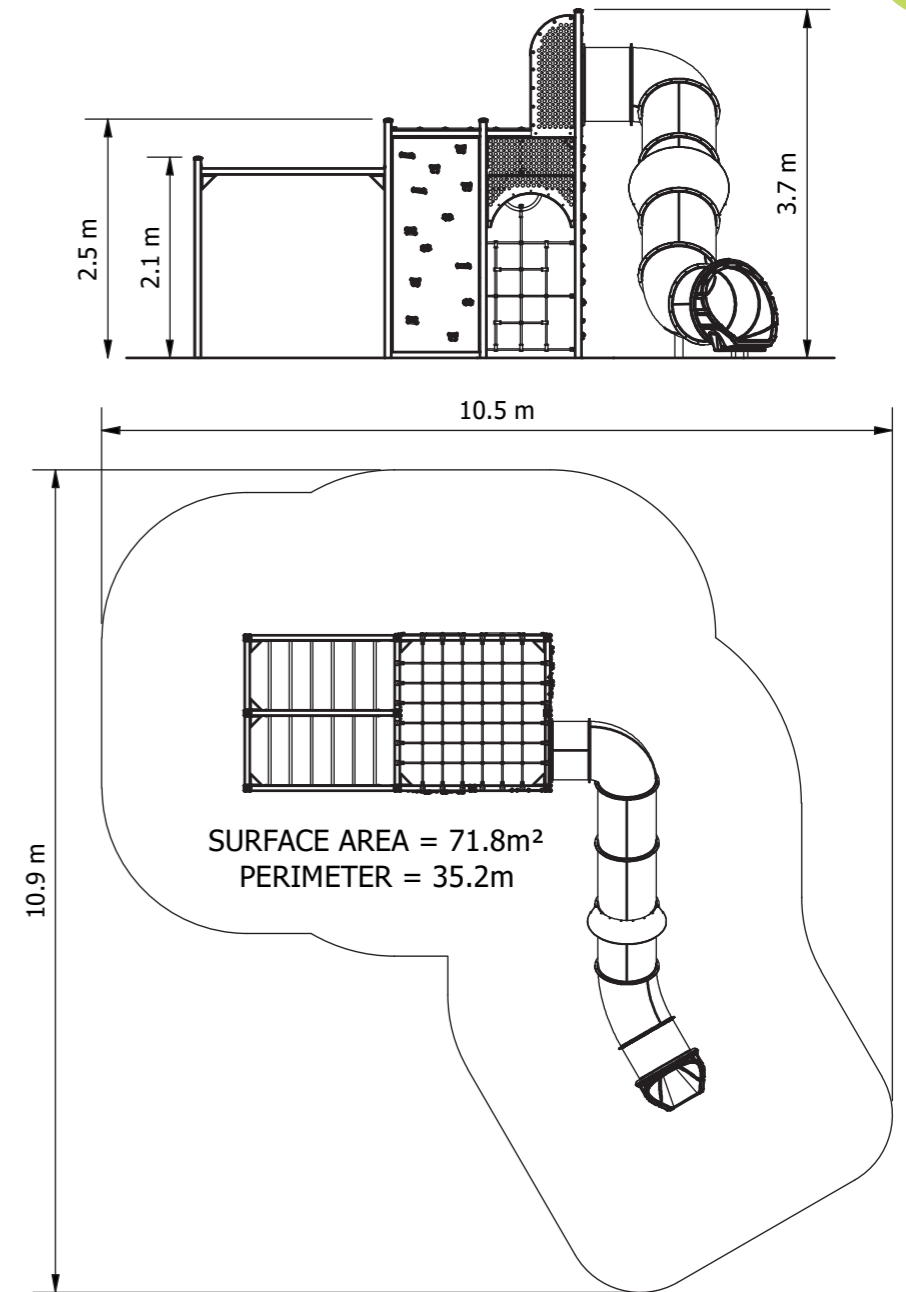 3.7 m
2.5 m
2.1 m
10.5 m
10.9 m
SURFACE AREA = 71.8m²
PERIMETER = 35.2m